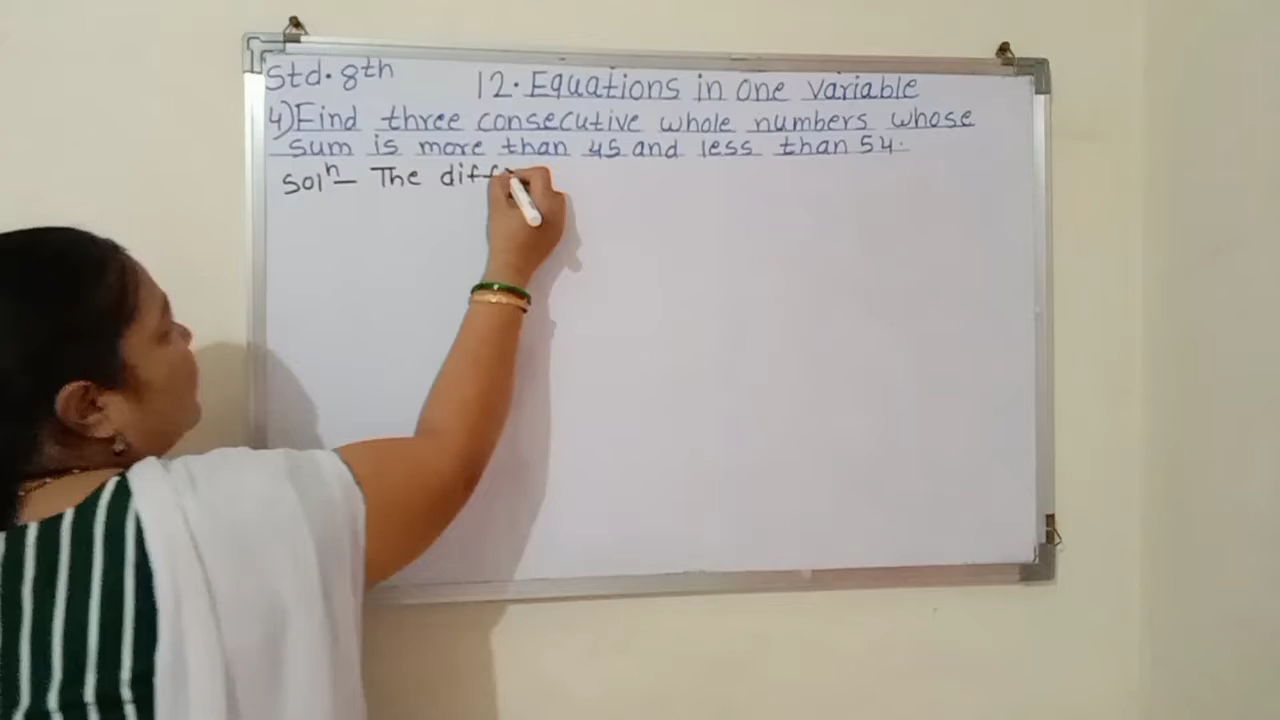 Std. 8th
12. Equations in one variable
4) Find three consecutive whole numbers whose
sum is more than 45 and less than 54.
Solⁿ— The diff